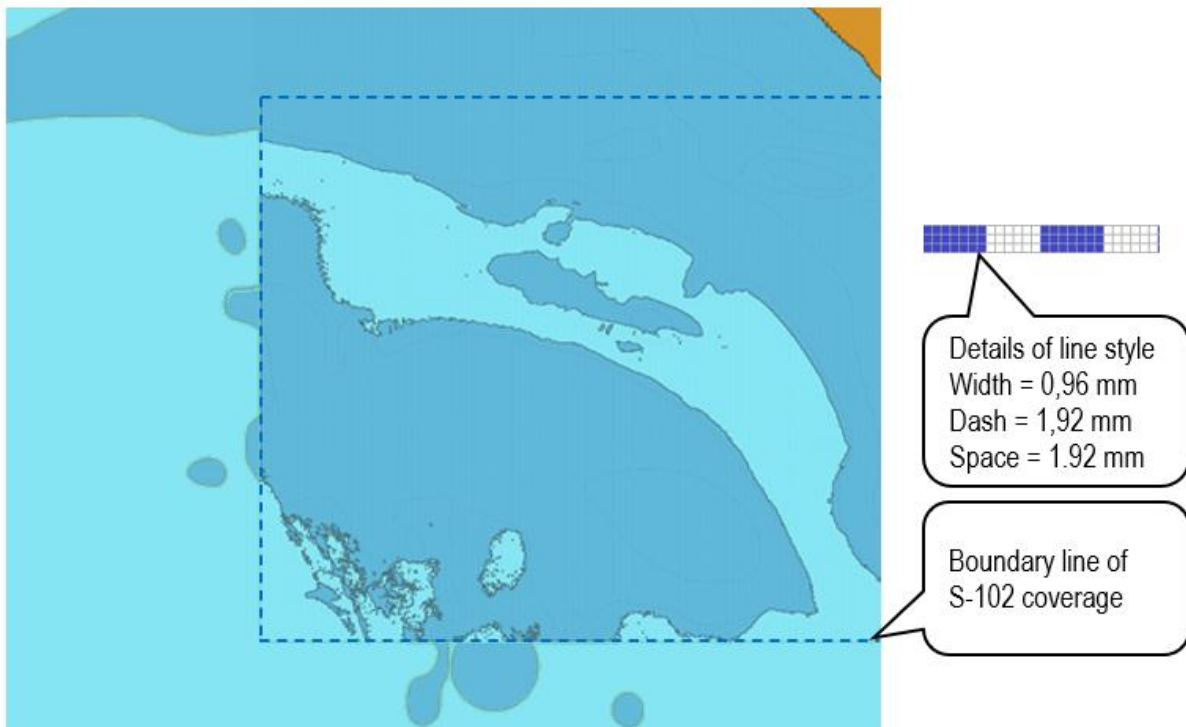 Details of line style
Width = 0,96 mm
Dash = 1,92 mm
Space = 1.92 mm
Boundary line of
S-102 coverage